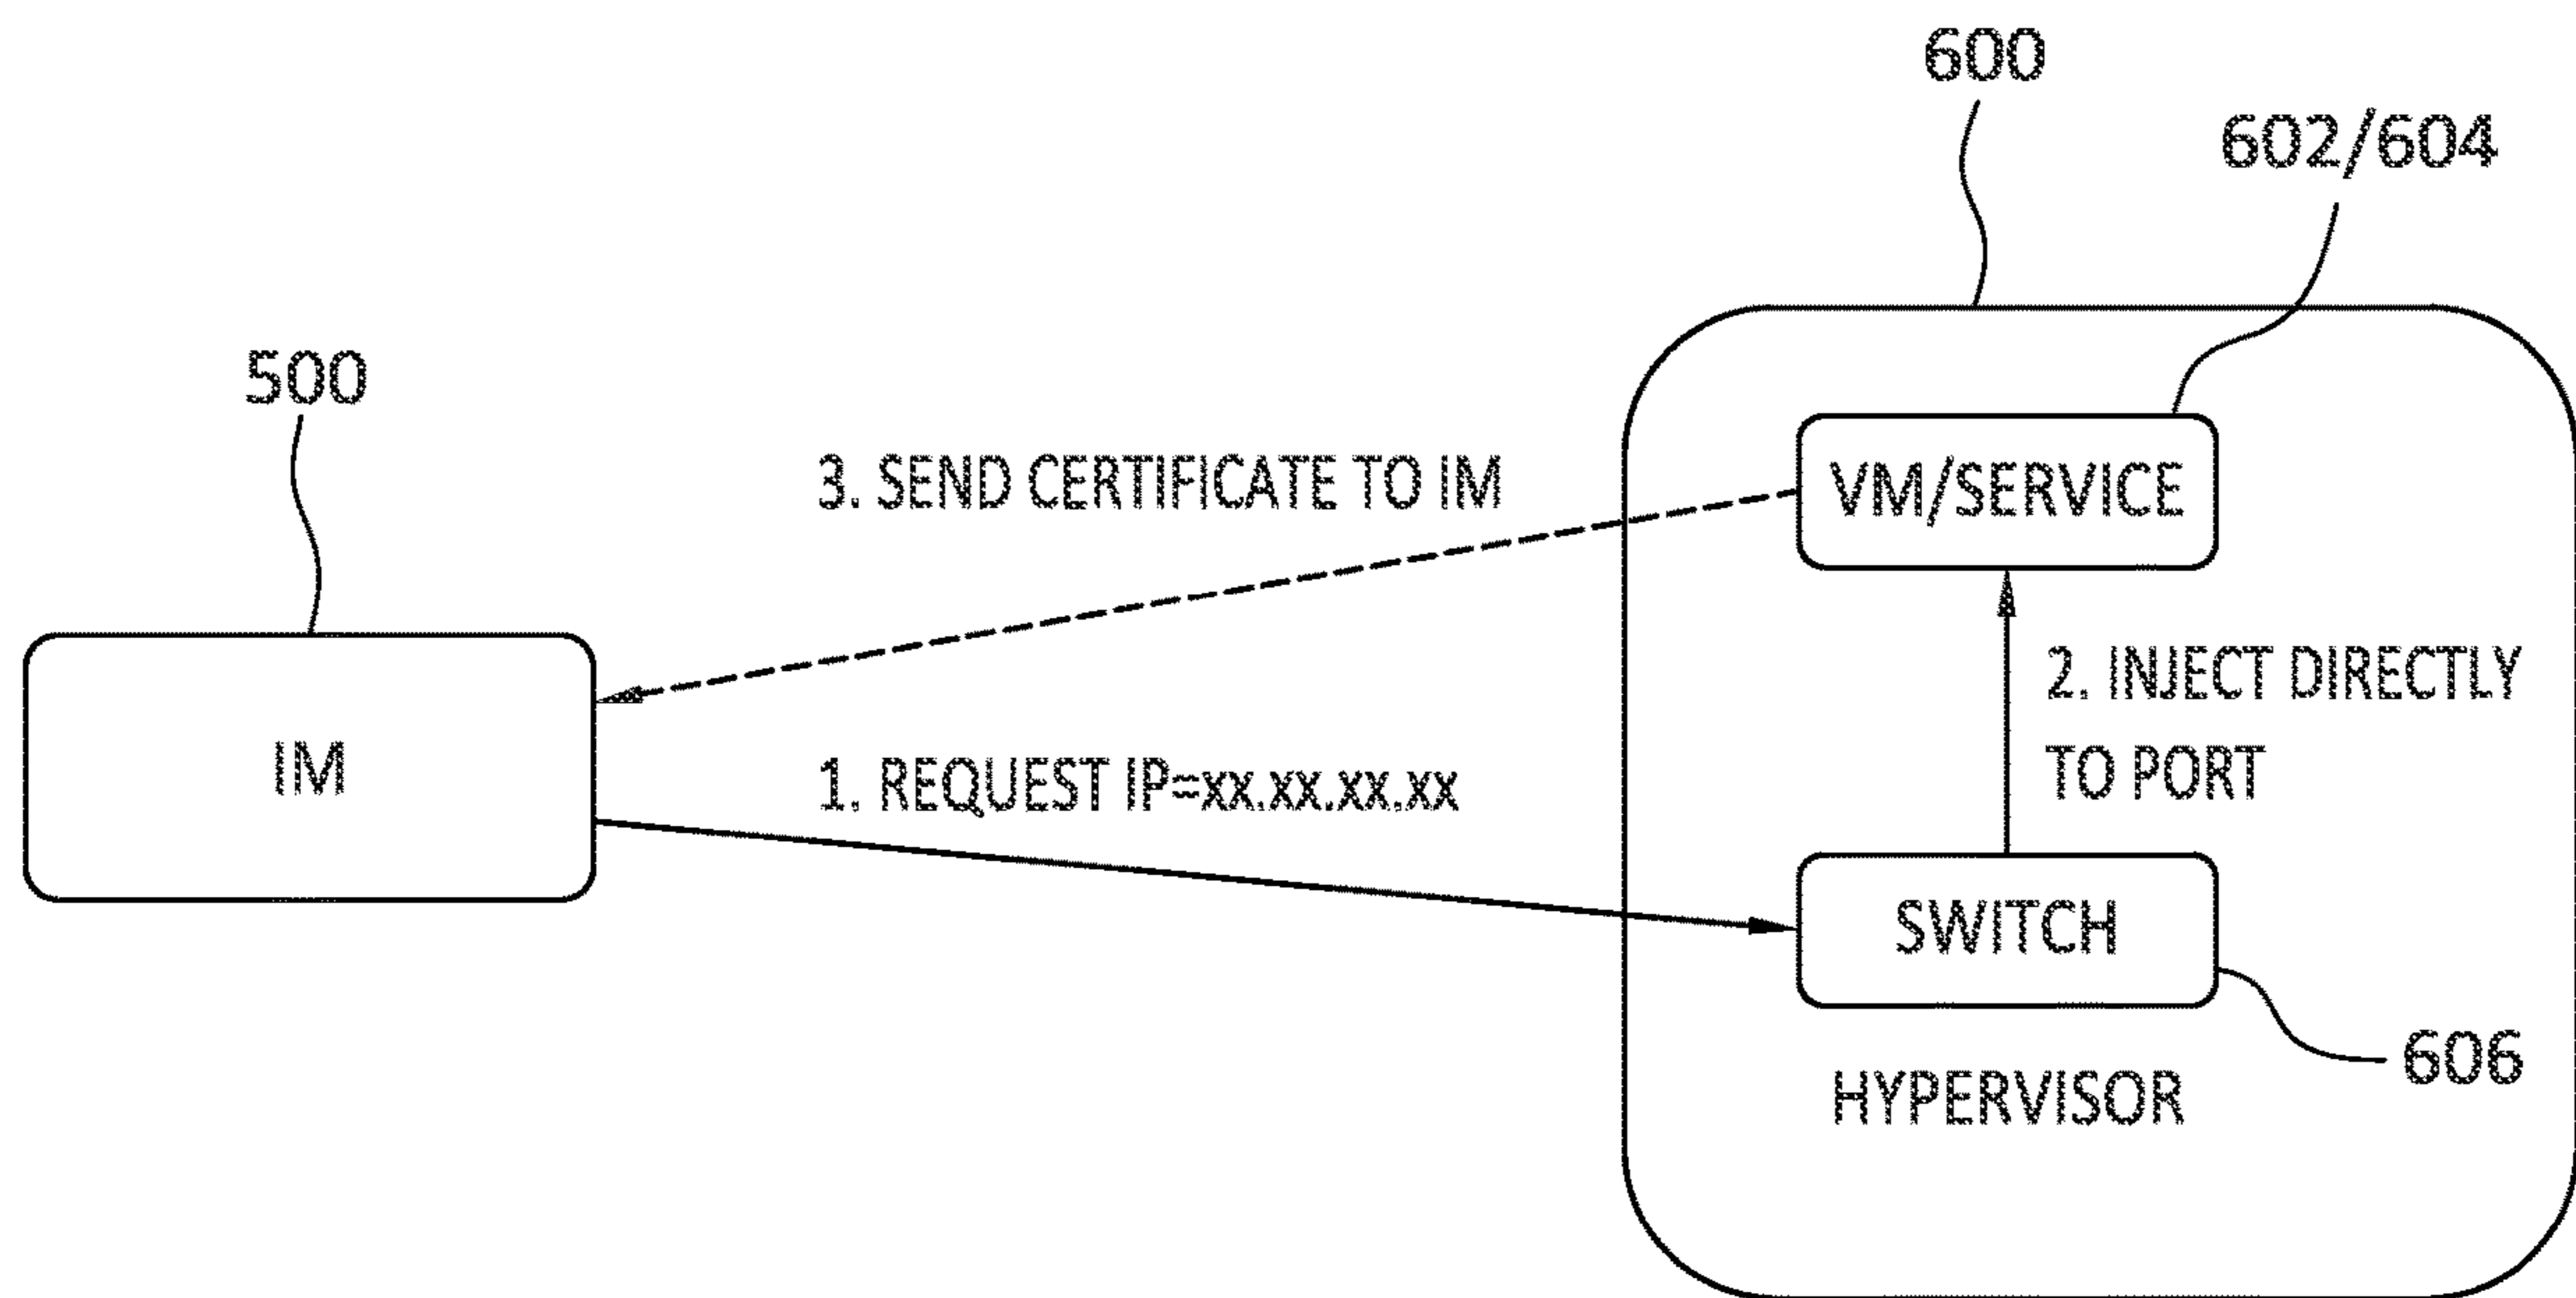 600
602/604
500
3. SEND CERTIFICATE TO IM
VM/SERVICE
2. INJECT DIRECTLY
TO PORT
IM
1. REQUEST IP=xx.xx.xx.xx
SWITCH
606
HYPERVISOR